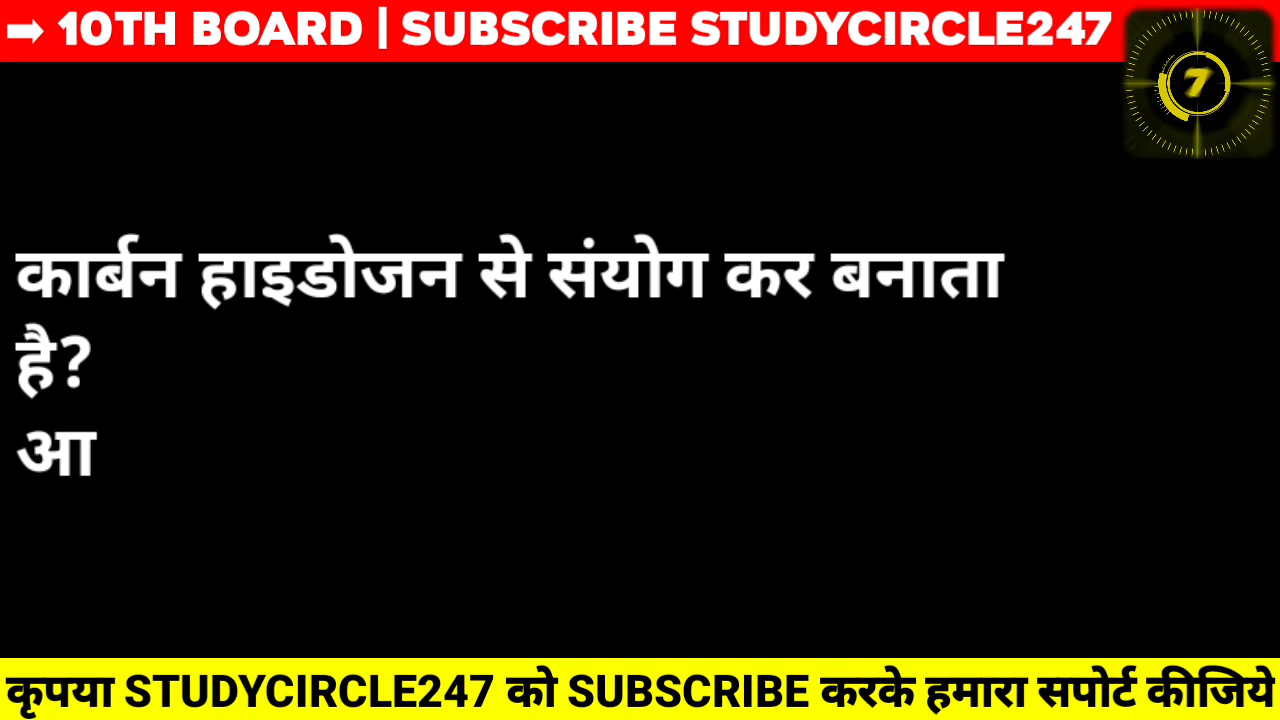 ➡ 10TH BOARD | SUBSCRIBE STUDYCIRCLE247
7
कार्बन हाइडोजन से संयोग कर बनाता
है?
आ
कृपया STUDYCIRCLE247 को SUBSCRIBE करके हमारा सपोर्ट कीजिये